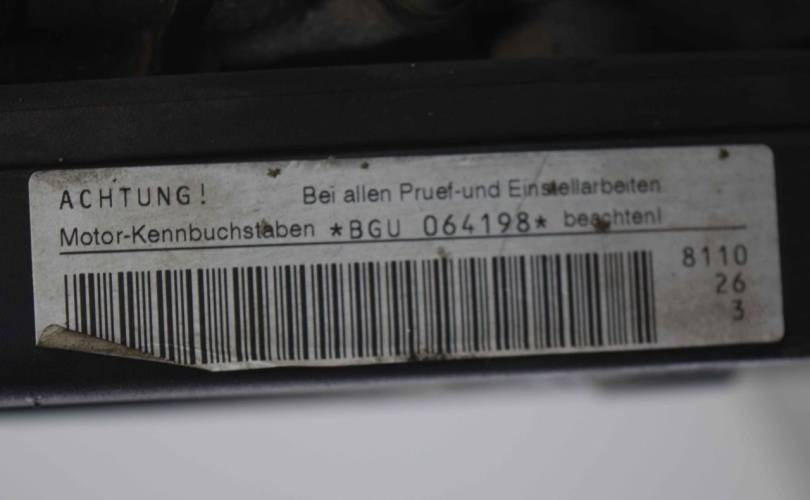 ACHTUNG! Bei allen Pruef-und Einstellarbeiten
Motor-Kennbuchstaben *BGU 064198* beachten!
8110
26
3